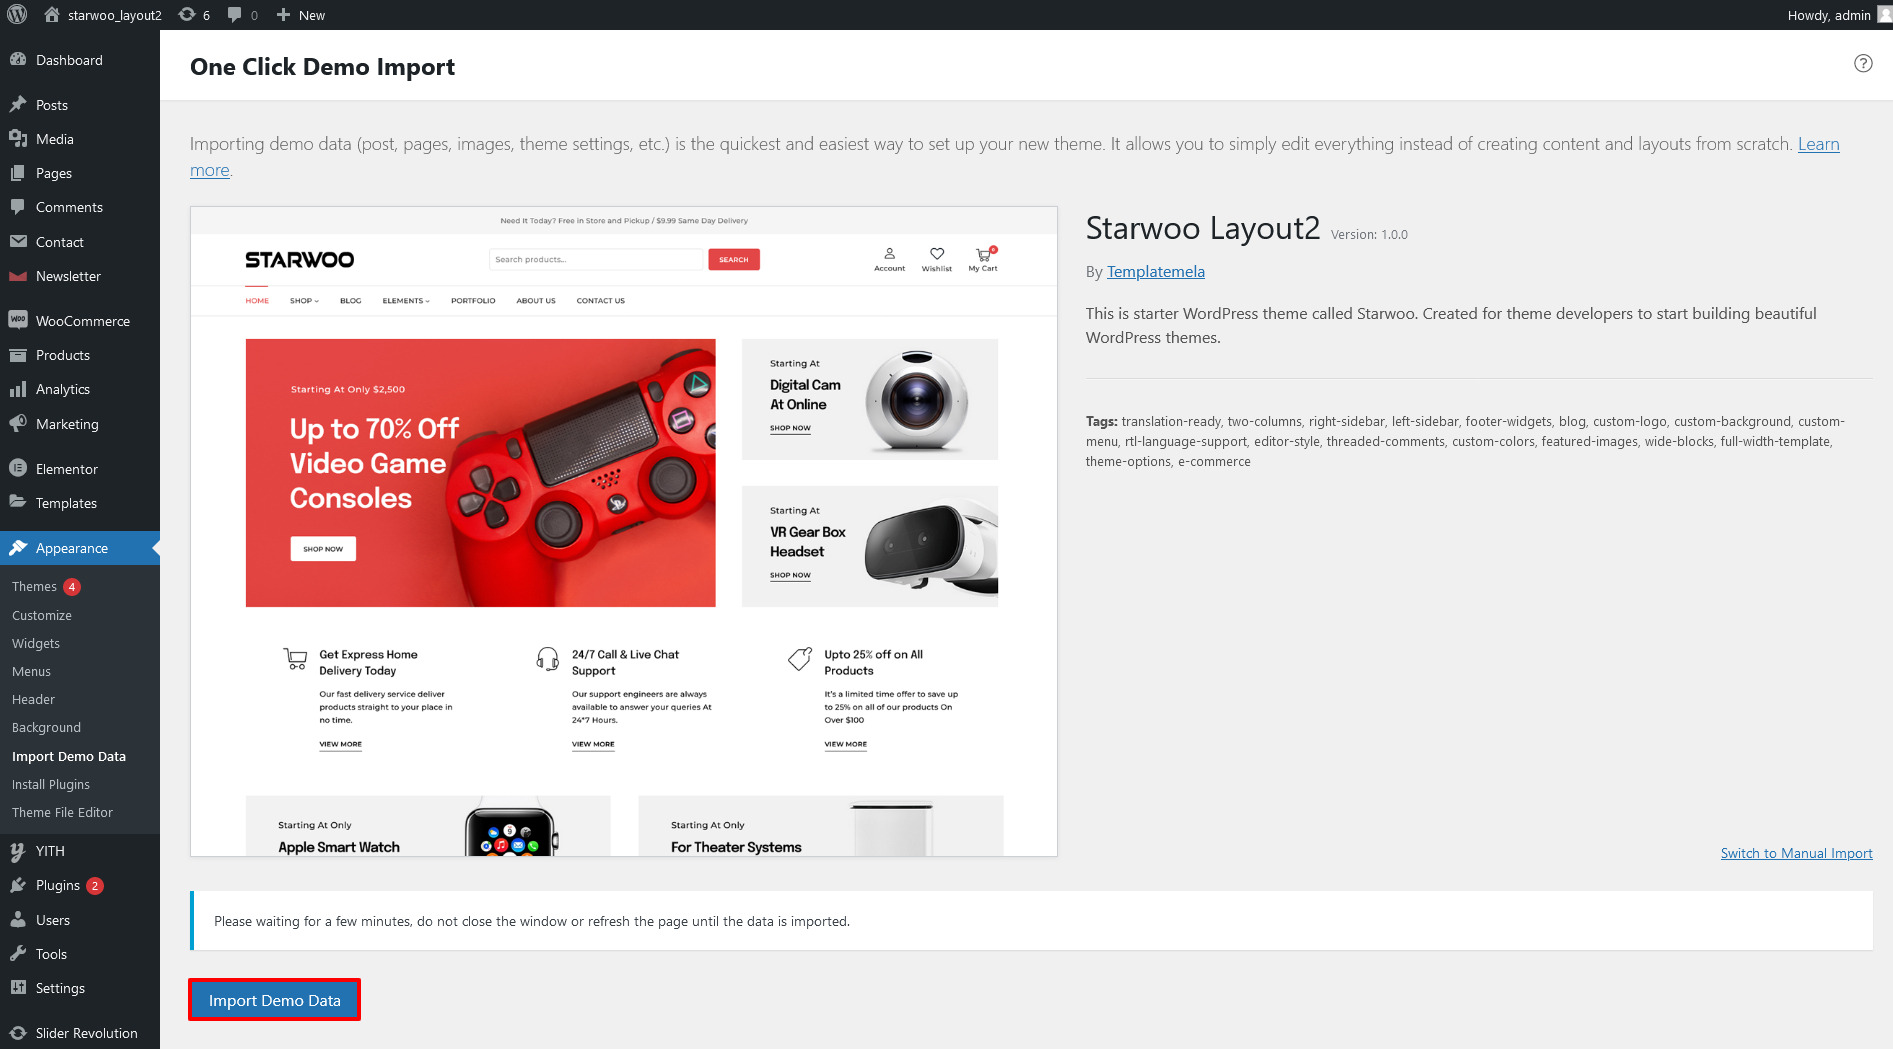 starwoo_layout2
6
0
New
Howdy, admin
Dashboard
Posts
Media
Pages
Comments
Contact
Newsletter
WooCommerce
Products
Analytics
Marketing
Elementor
Templates
Appearance
Themes 4
Customize
Widgets
Menus
Header
Background
Import Demo Data
Install Plugins
Theme File Editor
YITH
Plugins 2
Users
Tools
Settings
Slider Revolution
One Click Demo Import
Importing demo data (post, pages, images, theme settings, etc.) is the quickest and easiest way to set up your new theme. It allows you to simply edit everything instead of creating content and layouts from scratch. Learn
more.
Need It Today? Free in Store and Pickup / $9.99 Same Day Delivery
STARWOO
Search products...
SEARCH
Account
Wishlist
My Cart
HOME
SHOP
BLOG
ELEMENTS
PORTFOLIO
ABOUT US
CONTACT US
Starting At Only $2,500
Up to 70% Off
Video Game
Consoles
SHOP NOW
Starting At
Digital Cam
At Online
SHOP NOW
Starting At
VR Gear Box
Headset
SHOP NOW
Get Express Home
Delivery Today
Our fast delivery service deliver
products straight to your place in
no time.
VIEW MORE
24/7 Call & Live Chat
Support
Our support engineers are always
available to answer your queries At
24*7 Hours.
VIEW MORE
Upto 25% off on All
Products
It's a limited time offer to save up
to 25% on all of our products On
Over $100
VIEW MORE
Starting At Only
Apple Smart Watch
9
Starting At Only
For Theater Systems
Starwoo Layout2 Version: 1.0.0
By Templatemela
This is starter WordPress theme called Starwoo. Created for theme developers to start building beautiful
WordPress themes.
Tags: translation-ready, two-columns, right-sidebar, left-sidebar, footer-widgets, blog, custom-logo, custom-background, custom-
menu, rtl-language-support, editor-style, threaded-comments, custom-colors, featured-images, wide-blocks, full-width-template,
theme-options, e-commerce
Switch to Manual Import
Please waiting for a few minutes, do not close the window or refresh the page until the data is imported.
Import Demo Data